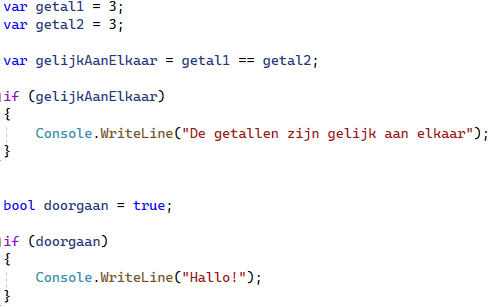 var getal1 = 3;
var getal2 = 3;
var gelijkAanElkaar = getal1 == getal2;
if (gelijkAanElkaar)
{
Console.WriteLine("De getallen zijn gelijk aan elkaar");
}
bool doorgaan = true;
if (doorgaan)
{
Console.WriteLine("Hallo!");
}